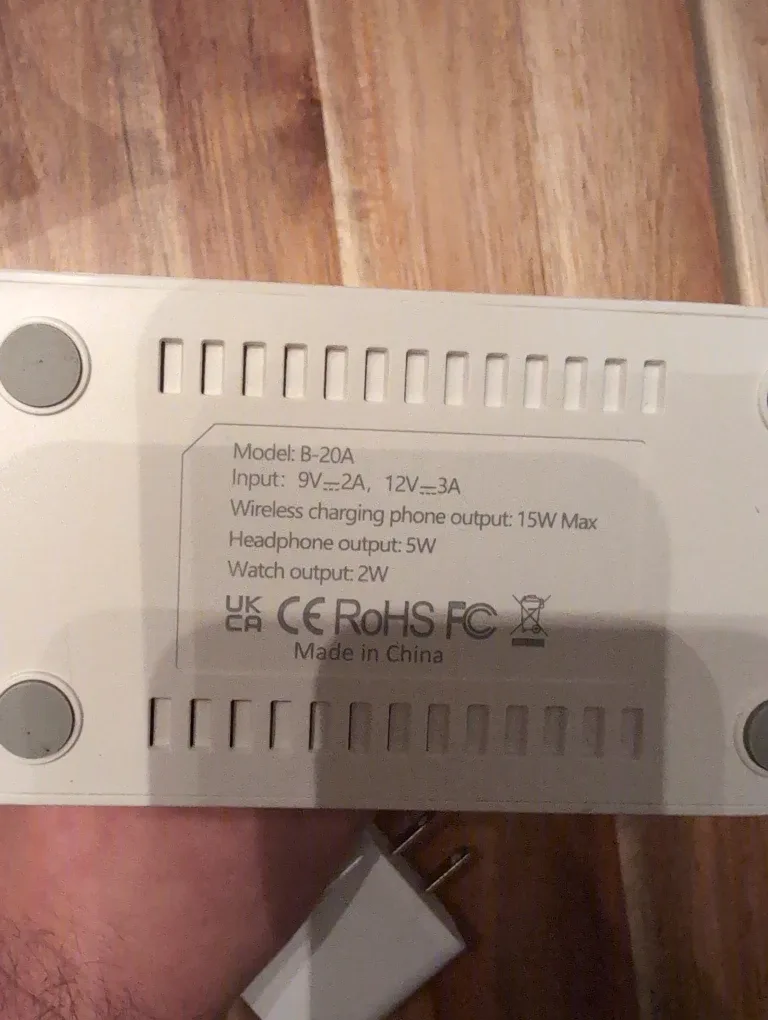 Model: B-20A
Input: 9V⎓2A, 12V⎓3A
Wireless charging phone output: 15W Max
Headphone output: 5W
Watch output: 2W
UK CA CE RoHS FC
Made in China